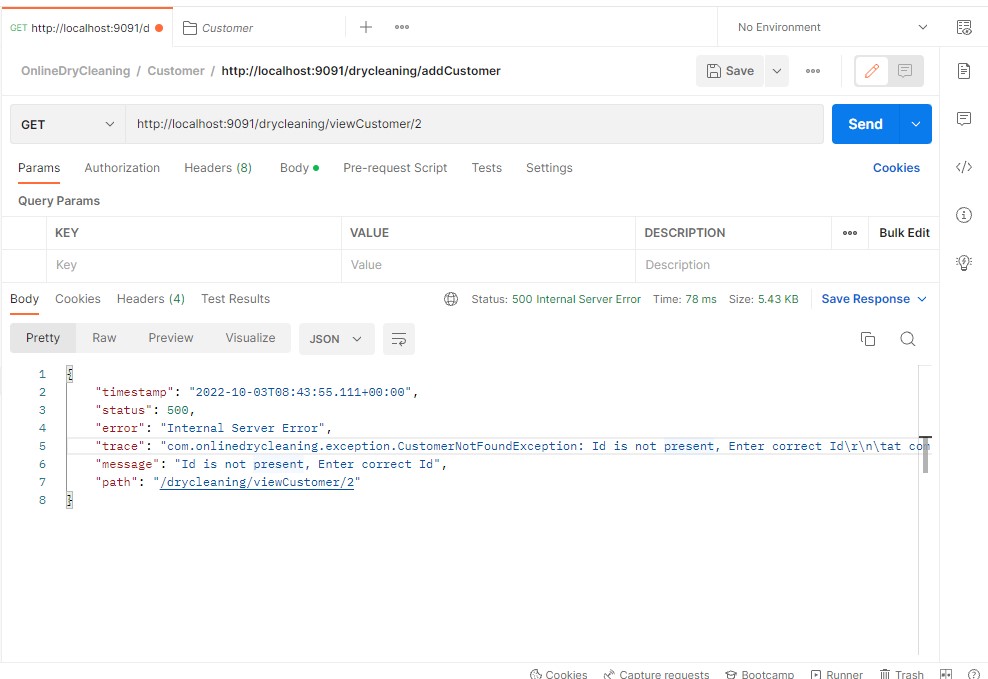 GET http://localhost:9091/d Customer No Environment
OnlineDryCleaning / Customer / http://localhost:9091/drycleaning/addCustomer Save
GET http://localhost:9091/drycleaning/viewCustomer/2 Send
Params Authorization Headers (8) Body Pre-request Script Tests Settings Cookies
Query Params
KEY VALUE DESCRIPTION Bulk Edit
Key Value Description
Body Cookies Headers (4) Test Results Status: 500 Internal Server Error Time: 78 ms Size: 5.43 KB Save Response
Pretty Raw Preview Visualize JSON
1 {
2 "timestamp": "2022-10-03T08:43:55.111+00:00",
3 "status": 500,
4 "error": "Internal Server Error",
5 "trace": "com.onlinedrycleaning.exception.CustomerNotFoundException: Id is not present, Enter correct Id\r\n\tat com
6 "message": "Id is not present, Enter correct Id",
7 "path": "/drycleaning/viewCustomer/2"
8 }
Cookies Capture requests Bootcamp Runner Trash